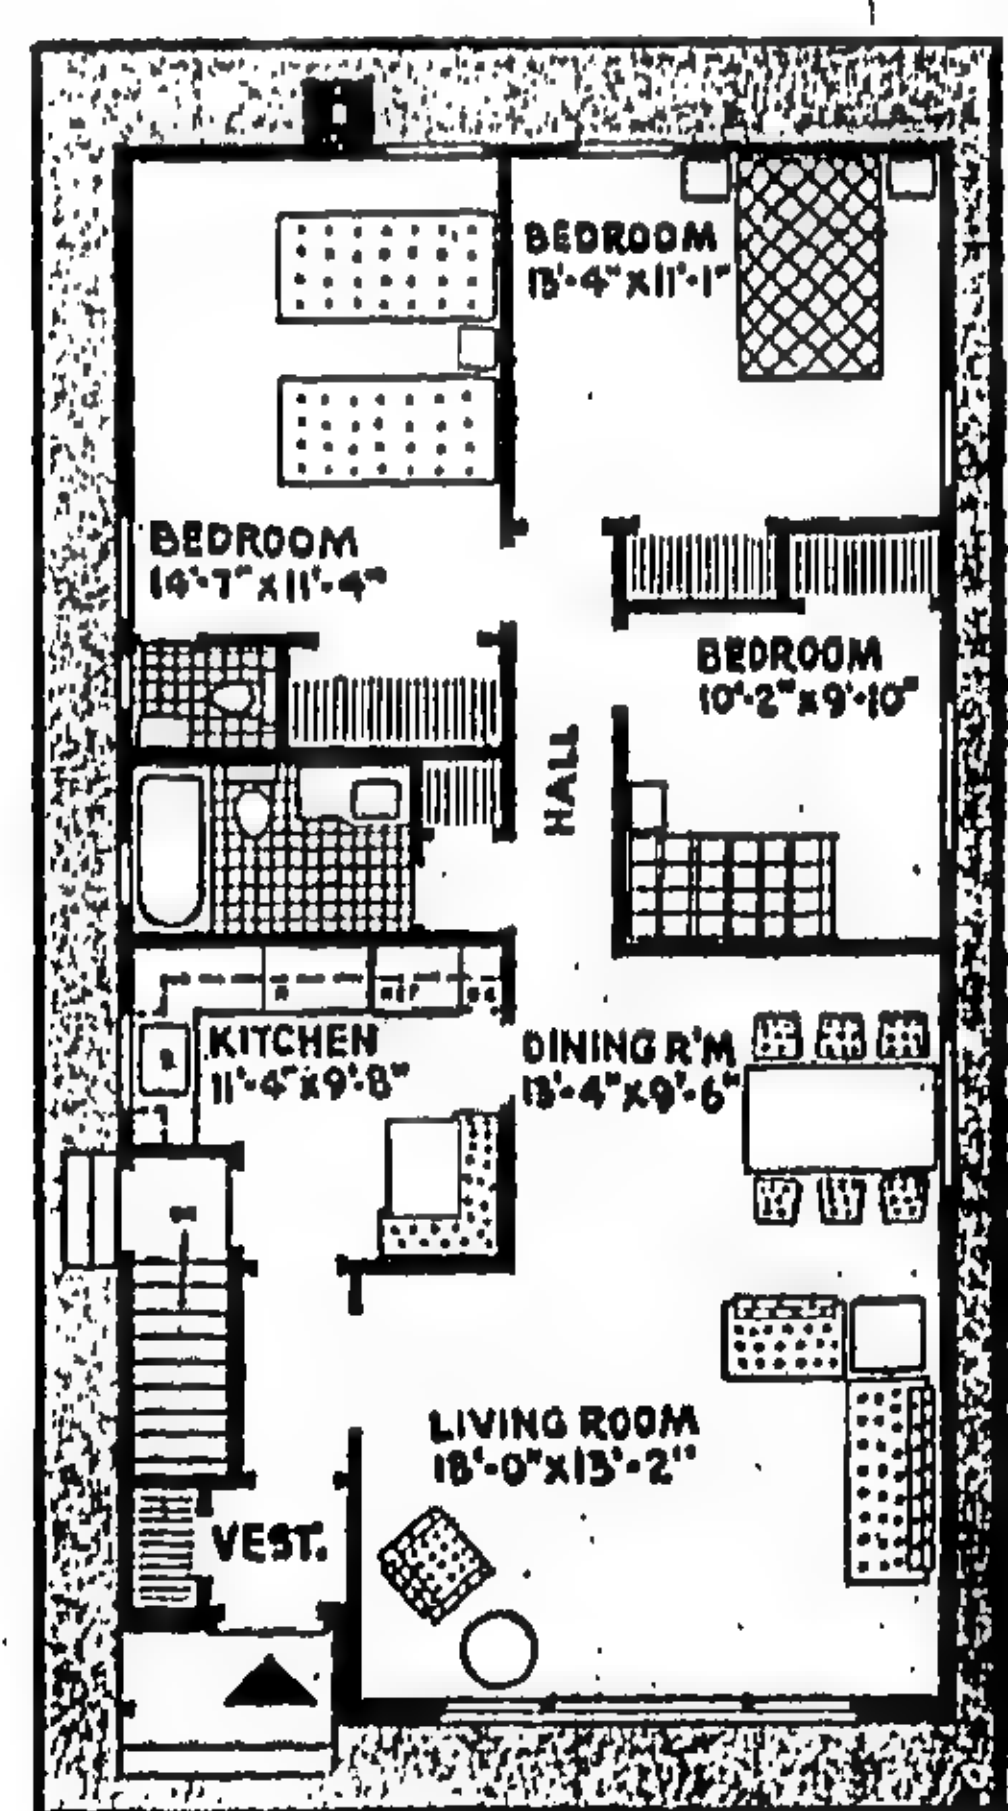 BEDROOM
13'-4"x11'-1"
BEDROOM
14'-7"x11'-4"
BEDROOM
10'-2"x9'-10"
HALL
KITCHEN
11'-4"x9'-8"
REF
DINING R'M
13'-4"x9'-6"
LIVING ROOM
18'-0"x13'-2"
VEST.